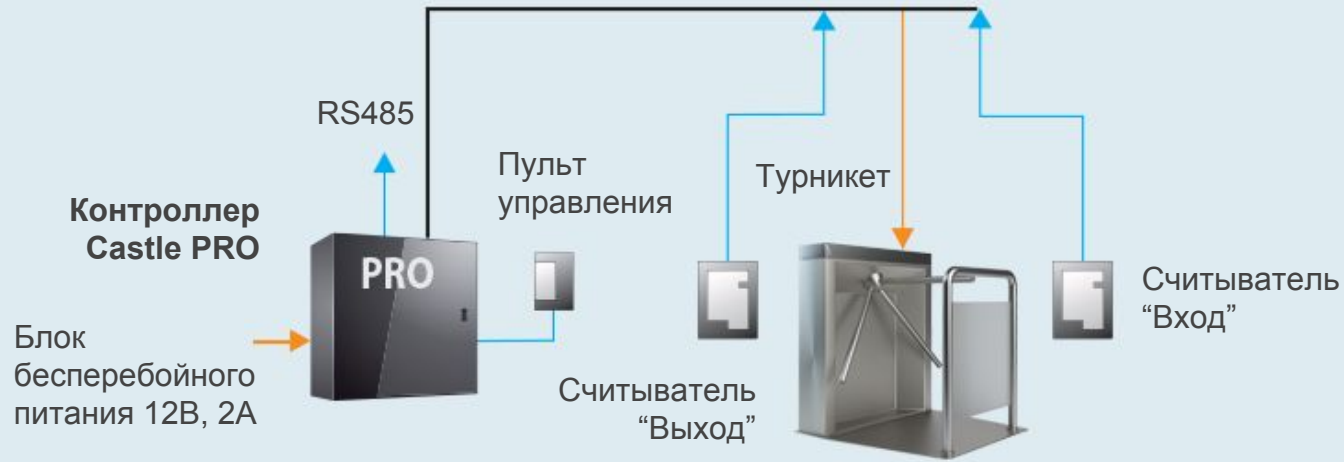 RS485
Контроллер
Castle PRO
PRO
Блок
бесперебойного
питания 12В, 2А
Пульт
управления
Турникет
Считыватель
“Выход”
Считыватель
“Вход”